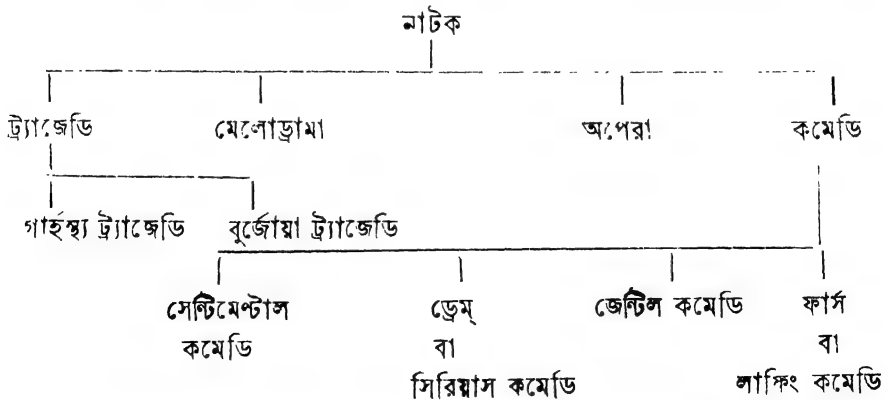 নাটক
ট্র্যাজেডি মেলোড্রামা অপেরা কমেডি
গার্হস্থ্য ট্র্যাজেডি বুর্জোয়া ট্র্যাজেডি
সেন্টিমেণ্টাল ড্রেম্ জেন্টিল কমেডি ফার্স
কমেডি বা বা
সিরিয়াস কমেডি লাফিং কমেডি